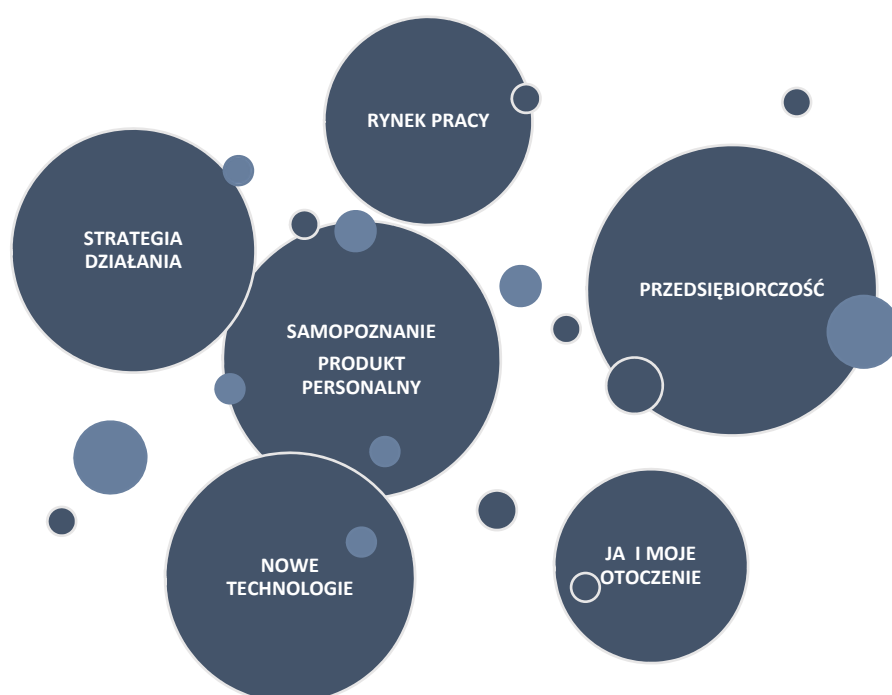 RYNEK PRACY
STRATEGIA
DZIAŁANIA
PRZEDSIĘBIORCZOŚĆ
SAMOPOZNANIE
PRODUKT
PERSONALNY
JA I MOJE
OTOCZENIE
NOWE
TECHNOLOGIE